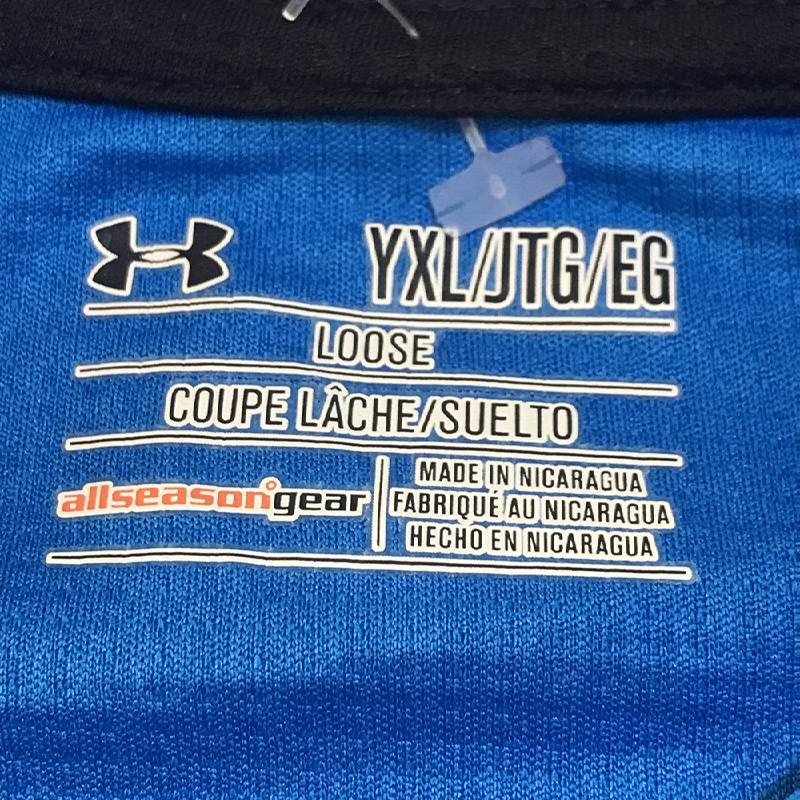 YXL/JTG/EG
LOOSE
COUPE LÂCHE/SUELTO
allseasongear
MADE IN NICARAGUA
FABRIQUÉ AU NICARAGUA
HECHO EN NICARAGUA